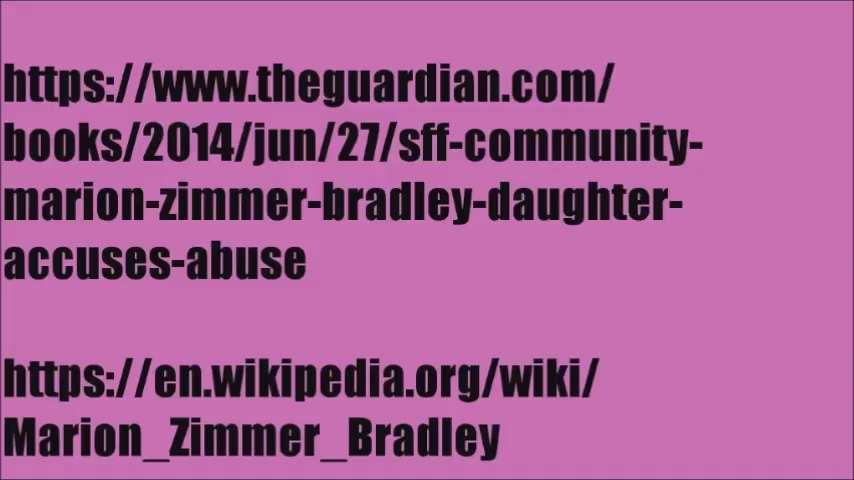 https://www.theguardian.com/
books/2014/jun/27/sff-community-
marion-zimmer-bradley-daughter-
accuses-abuse
https://en.wikipedia.org/wiki/
Marion_Zimmer_Bradley